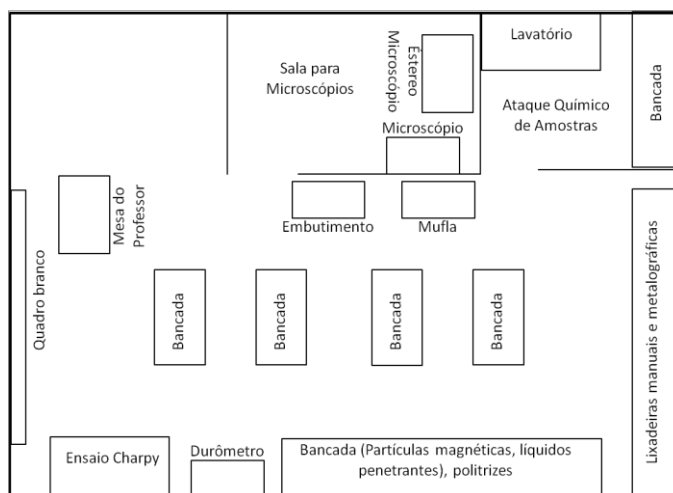 Sala para
Microscópios
Éstereo
Microscópio
Microscópio
Lavatório
Ataque Químico
de Amostras
Bancada
Mesa do
Professor
Embutimento
Mufla
Quadro branco
Bancada
Bancada
Bancada
Bancada
Lixadeiras manuais e metalográficas
Ensaio Charpy
Durômetro
Bancada (Partículas magnéticas, líquidos
penetrantes), politrizes